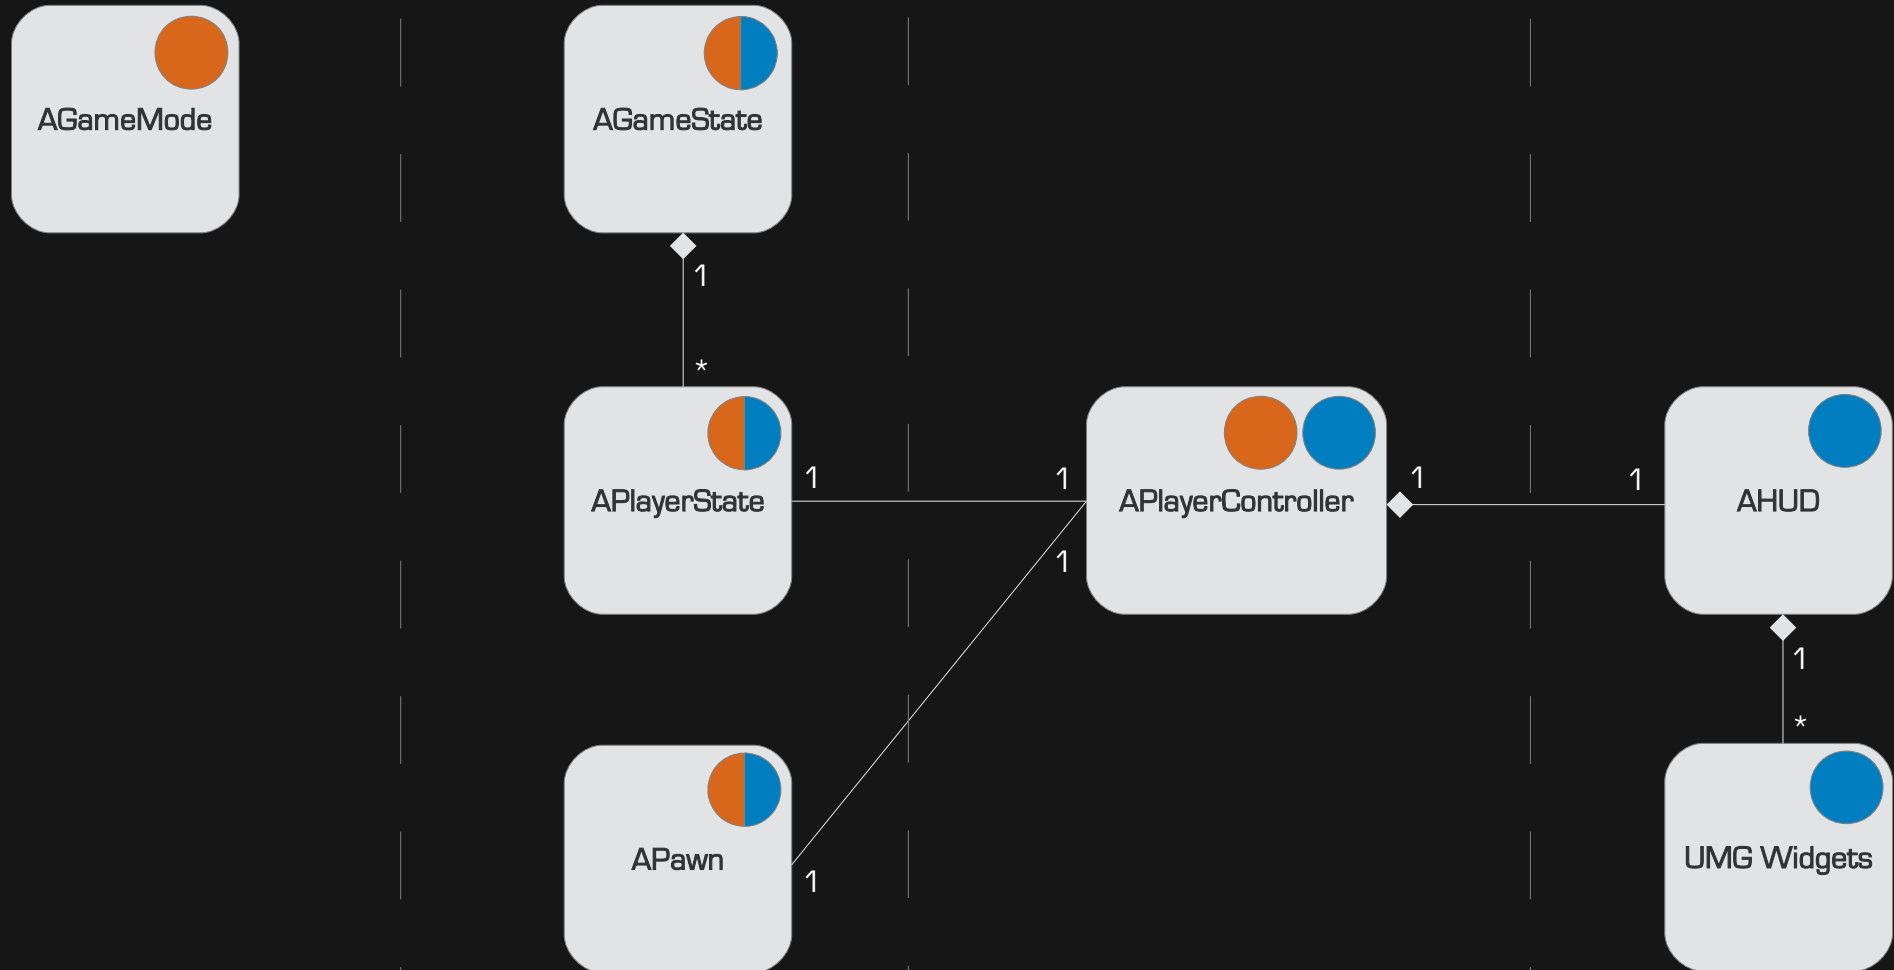 AGameMode
AGameState
1
*
APlayerState
1
1
APlayerController
1
1
AHUD
1
1
*
APawn
1
UMG Widgets